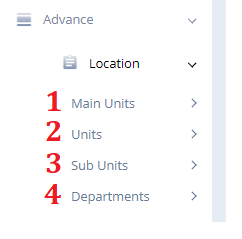 Advance
Location
1 Main Units
2 Units
3 Sub Units
4 Departments